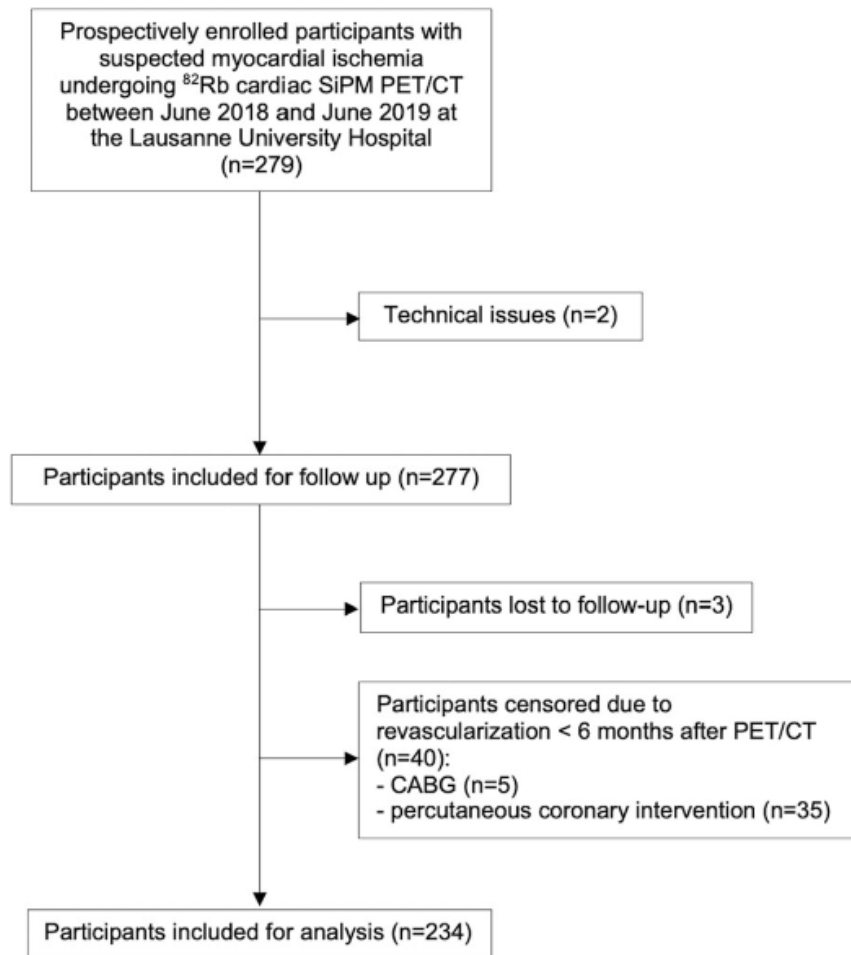 Prospectively enrolled participants with
suspected myocardial ischemia
undergoing ⁸²Rb cardiac SiPM PET/CT
between June 2018 and June 2019 at
the Lausanne University Hospital
(n=279)
Technical issues (n=2)
Participants included for follow up (n=277)
Participants lost to follow-up (n=3)
Participants censored due to
revascularization < 6 months after PET/CT
(n=40):
- CABG (n=5)
- percutaneous coronary intervention (n=35)
Participants included for analysis (n=234)